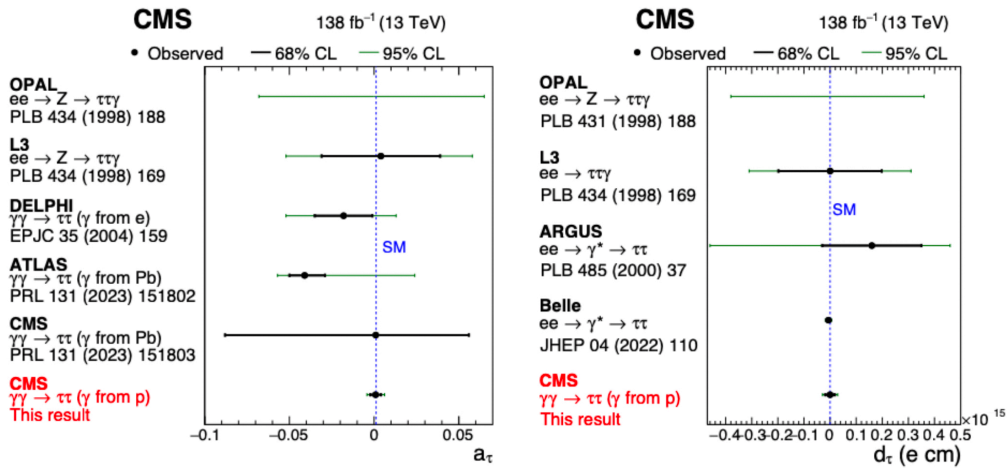 CMS
138 fb⁻¹ (13 TeV)
Observed 68% CL 95% CL
OPAL
ee → Z → ττγ
PLB 434 (1998) 188
L3
ee → Z → ττγ
PLB 434 (1998) 169
DELPHI
γγ → ττ (γ from e)
EPJC 35 (2004) 159
SM
ATLAS
γγ → ττ (γ from Pb)
PRL 131 (2023) 151802
CMS
γγ → ττ (γ from Pb)
PRL 131 (2023) 151803
CMS
γγ → ττ (γ from p)
This result
−0.1 −0.05 0 0.05
aτ
CMS
138 fb⁻¹ (13 TeV)
Observed 68% CL 95% CL
OPAL
ee → Z → ττγ
PLB 431 (1998) 188
L3
ee → ττγ
PLB 434 (1998) 169
SM
ARGUS
ee → γ* → ττ
PLB 485 (2000) 37
Belle
ee → γ* → ττ
JHEP 04 (2022) 110
CMS
γγ → ττ (γ from p)
This result
×10 15
−0.4−0.3−0.2−0.1 0 0.1 0.2 0.3 0.4 0.5
dτ (e cm)